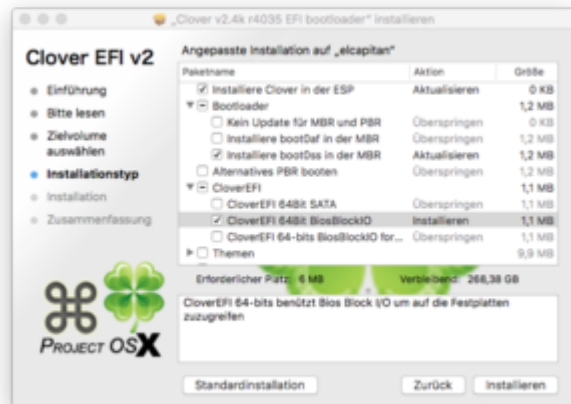 „Clover v2.4k r4035 EFI bootloader“ installieren
Clover EFI v2
Einführung
Bitte lesen
Zielvolume auswählen
Installationstyp
Installation
Zusammenfassung
PROJECT OSX
Angepasste Installation auf „elcapitan“
Paketname Aktion Größe
Installiere Clover in der ESP Aktualisieren 0 KB
Bootloader 1,2 MB
Kein Update für MBR und PBR Überspringen 0 KB
Installiere boot0af in der MBR Überspringen 1,2 MB
Installiere boot0ss in der MBR Aktualisieren 1,2 MB
Alternatives PBR booten Überspringen 1,2 MB
CloverEFI 1,1 MB
CloverEFI 64Bit SATA Überspringen 1,1 MB
CloverEFI 64Bit BiosBlockIO Installieren 1,1 MB
CloverEFI 64-bits BiosBlockIO for... Überspringen 1,1 MB
Themen 9,9 MB
Erforderlicher Platz: 6 MB Verbleibend: 268,38 GB
CloverEFI 64-bits benützt Bios Block I/O um auf die Festplatten
zuzugreifen
Standardinstallation Zurück Installieren